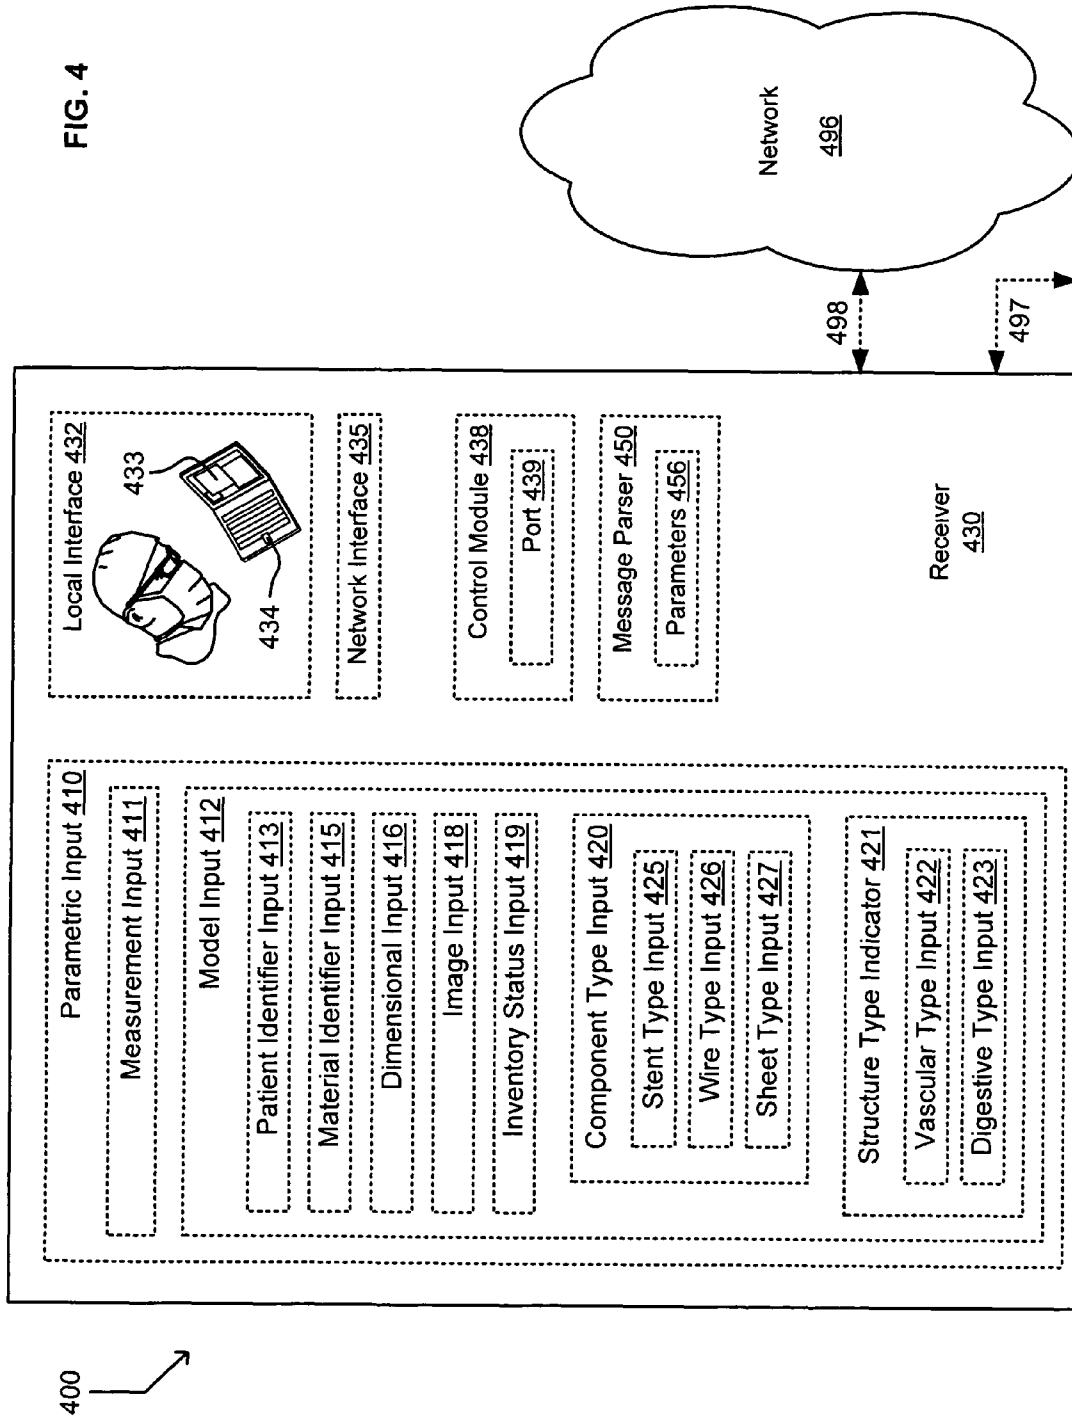 FIG. 4
400
Parametric Input 410
Measurement Input 411
Model Input 412
Patient Identifier Input 413
Material Identifier Input 415
Dimensional Input 416
Image Input 418
Inventory Status Input 419
Component Type Input 420
Stent Type Input 425
Wire Type Input 426
Sheet Type Input 427
Structure Type Indicator 421
Vascular Type Input 422
Digestive Type Input 423
Local Interface 432
433
434
Network Interface 435
Control Module 438
Port 439
Message Parser 450
Parameters 456
Receiver
430
498
497
Network
496